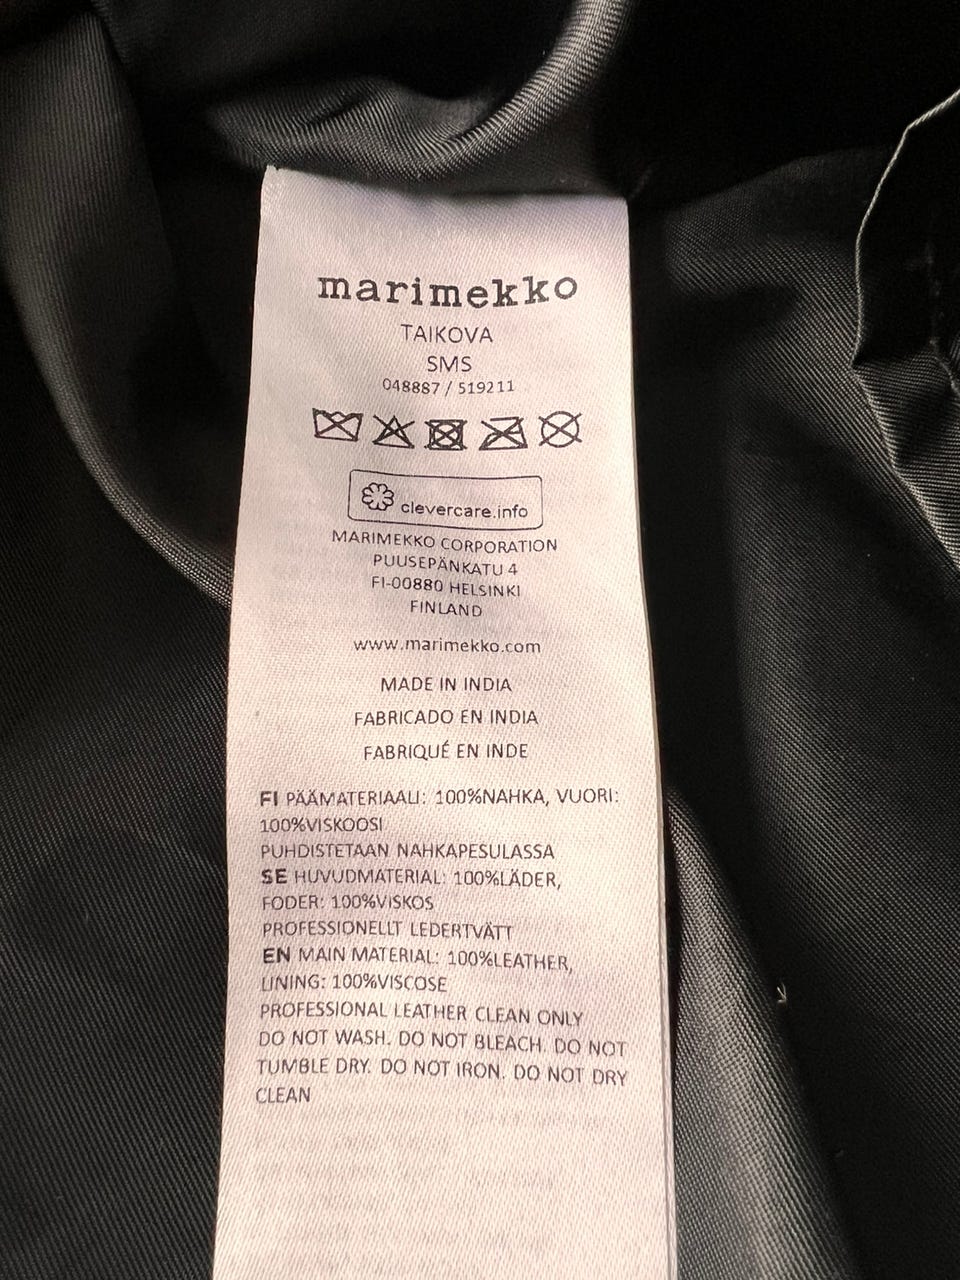 marimekko
TAIKOVA
SMS
048887 / 519211
clevercare.info
MARIMEKKO CORPORATION
PUUSEPÄNKATU 4
FI-00880 HELSINKI
FINLAND
www.marimekko.com
MADE IN INDIA
FABRICADO EN INDIA
FABRIQUÉ EN INDE
FI PÄÄMATERIAALI: 100%NAHKA, VUORI:
100%VISKOOSI
PUHDISTETAAN NAHKAPESULASSA
SE HUVUDMATERIAL: 100%LÄDER,
FODER: 100%VISKOS
PROFESSIONELLT LEDERTVÄTT
EN MAIN MATERIAL: 100%LEATHER,
LINING: 100%VISCOSE
PROFESSIONAL LEATHER CLEAN ONLY
DO NOT WASH. DO NOT BLEACH. DO NOT
TUMBLE DRY. DO NOT IRON. DO NOT DRY
CLEAN